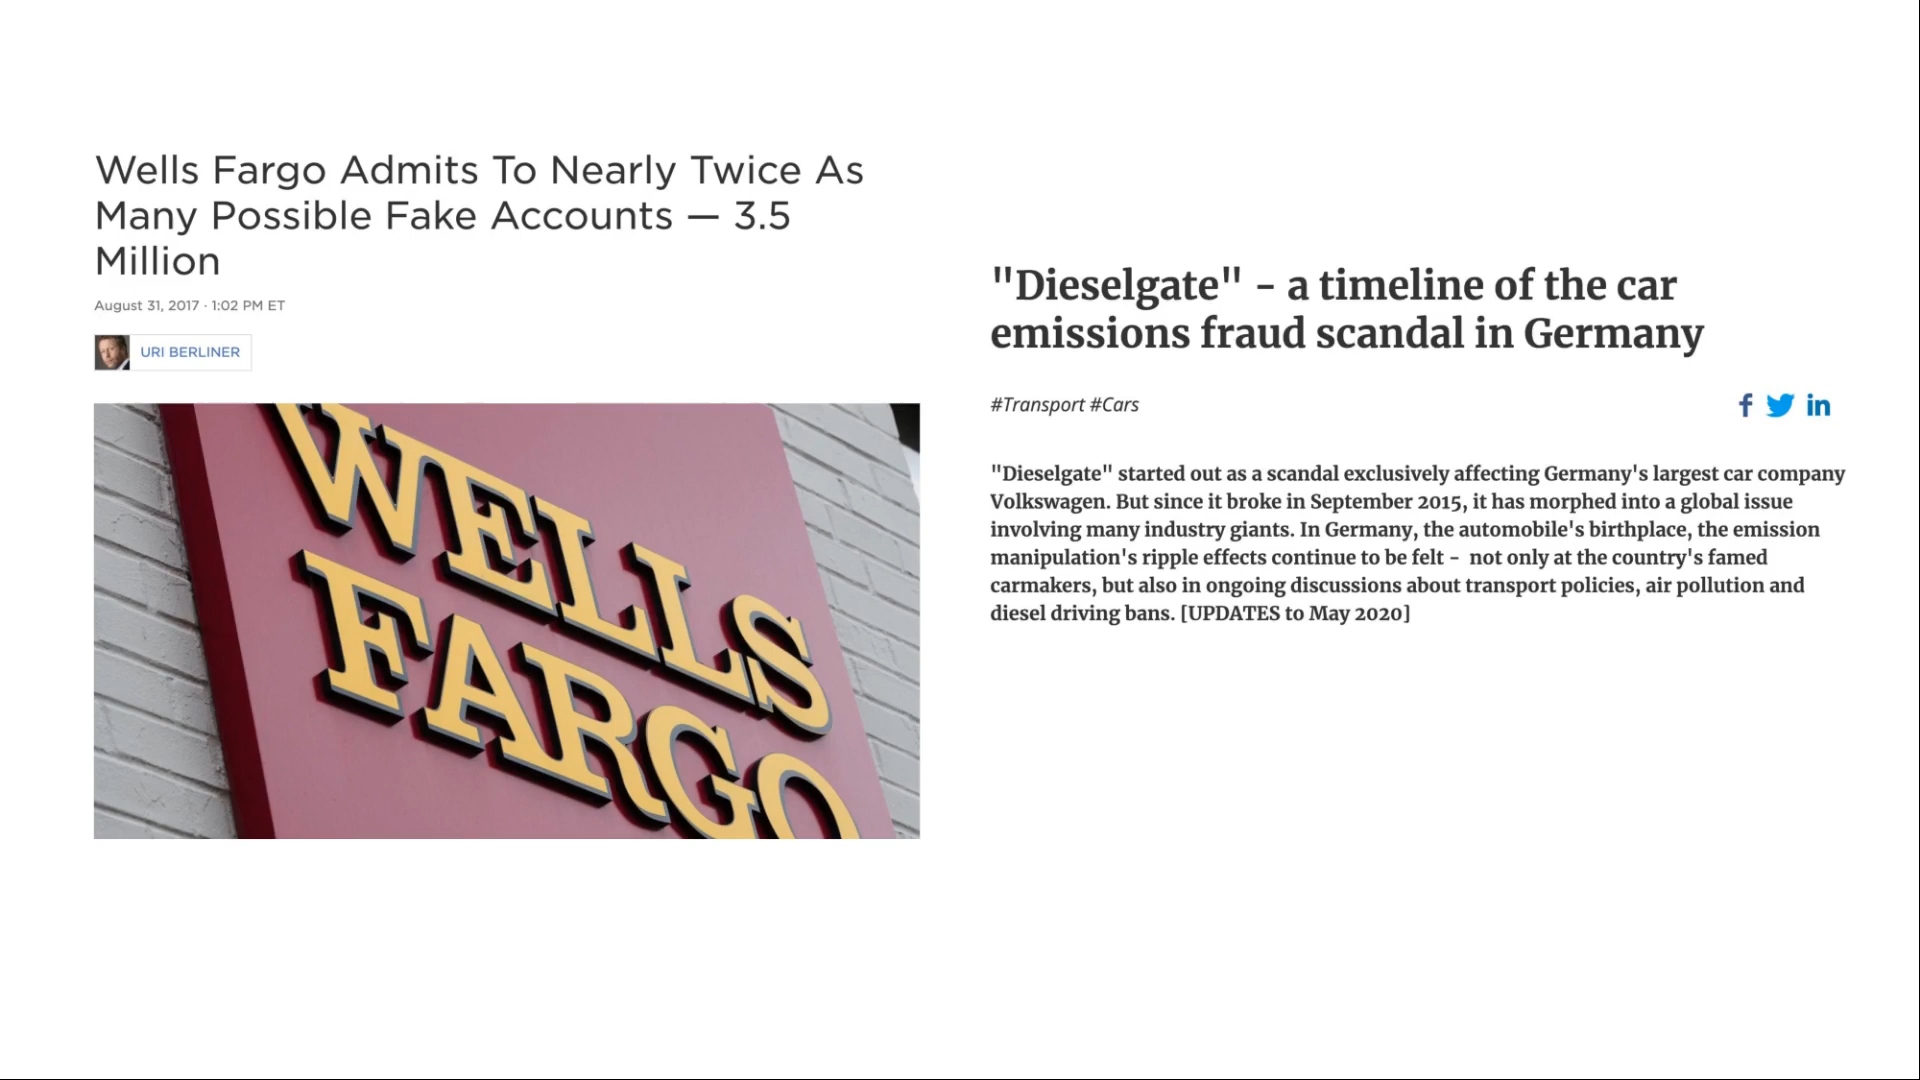 Wells Fargo Admits To Nearly Twice As
Many Possible Fake Accounts — 3.5
Million
August 31, 2017 · 1:02 PM ET
URI BERLINER
WELLS
FARGO
"Dieselgate" - a timeline of the car
emissions fraud scandal in Germany
#Transport #Cars
"Dieselgate" started out as a scandal exclusively affecting Germany's largest car company
Volkswagen. But since it broke in September 2015, it has morphed into a global issue
involving many industry giants. In Germany, the automobile's birthplace, the emission
manipulation's ripple effects continue to be felt - not only at the country's famed
carmakers, but also in ongoing discussions about transport policies, air pollution and
diesel driving bans. [UPDATES to May 2020]